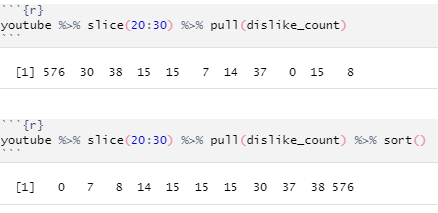 ```{r}
youtube %>% slice(20:30) %>% pull(dislike_count)
```
[1] 576  30  38  15  15   7  14  37   0  15   8
```{r}
youtube %>% slice(20:30) %>% pull(dislike_count) %>% sort()
```
[1]   0   7   8  14  15  15  15  30  37  38 576